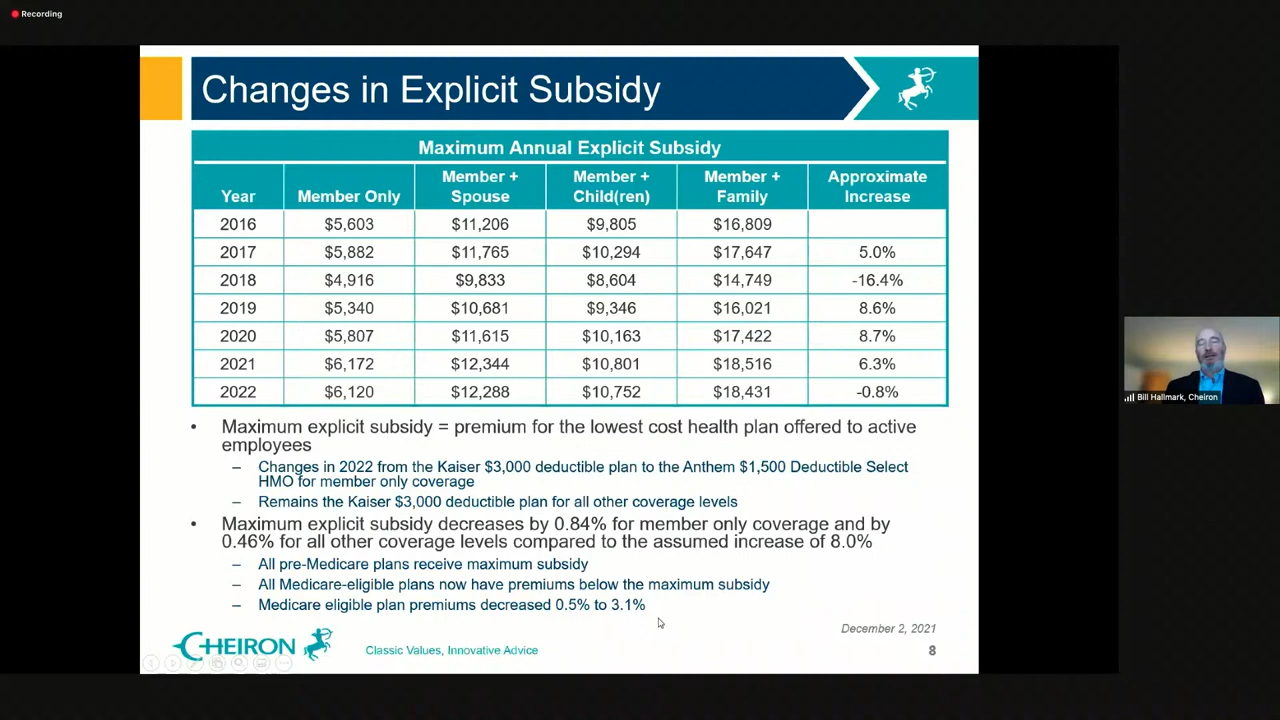 Recording
Changes in Explicit Subsidy
Maximum Annual Explicit Subsidy
Year Member Only Member + Spouse Member + Child(ren) Member + Family Approximate Increase
2016 $5,603 $11,206 $9,805 $16,809
2017 $5,882 $11,765 $10,294 $17,647 5.0%
2018 $4,916 $9,833 $8,604 $14,749 -16.4%
2019 $5,340 $10,681 $9,346 $16,021 8.6%
2020 $5,807 $11,615 $10,163 $17,422 8.7%
2021 $6,172 $12,344 $10,801 $18,516 6.3%
2022 $6,120 $12,288 $10,752 $18,431 -0.8%
• Maximum explicit subsidy = premium for the lowest cost health plan offered to active
employees
– Changes in 2022 from the Kaiser $3,000 deductible plan to the Anthem $1,500 Deductible Select
HMO for member only coverage
– Remains the Kaiser $3,000 deductible plan for all other coverage levels
• Maximum explicit subsidy decreases by 0.84% for member only coverage and by
0.46% for all other coverage levels compared to the assumed increase of 8.0%
– All pre-Medicare plans receive maximum subsidy
– All Medicare-eligible plans now have premiums below the maximum subsidy
– Medicare eligible plan premiums decreased 0.5% to 3.1%
December 2, 2021
CHEIRON
Classic Values, Innovative Advice
8
Bill Hallmark, Cheiron